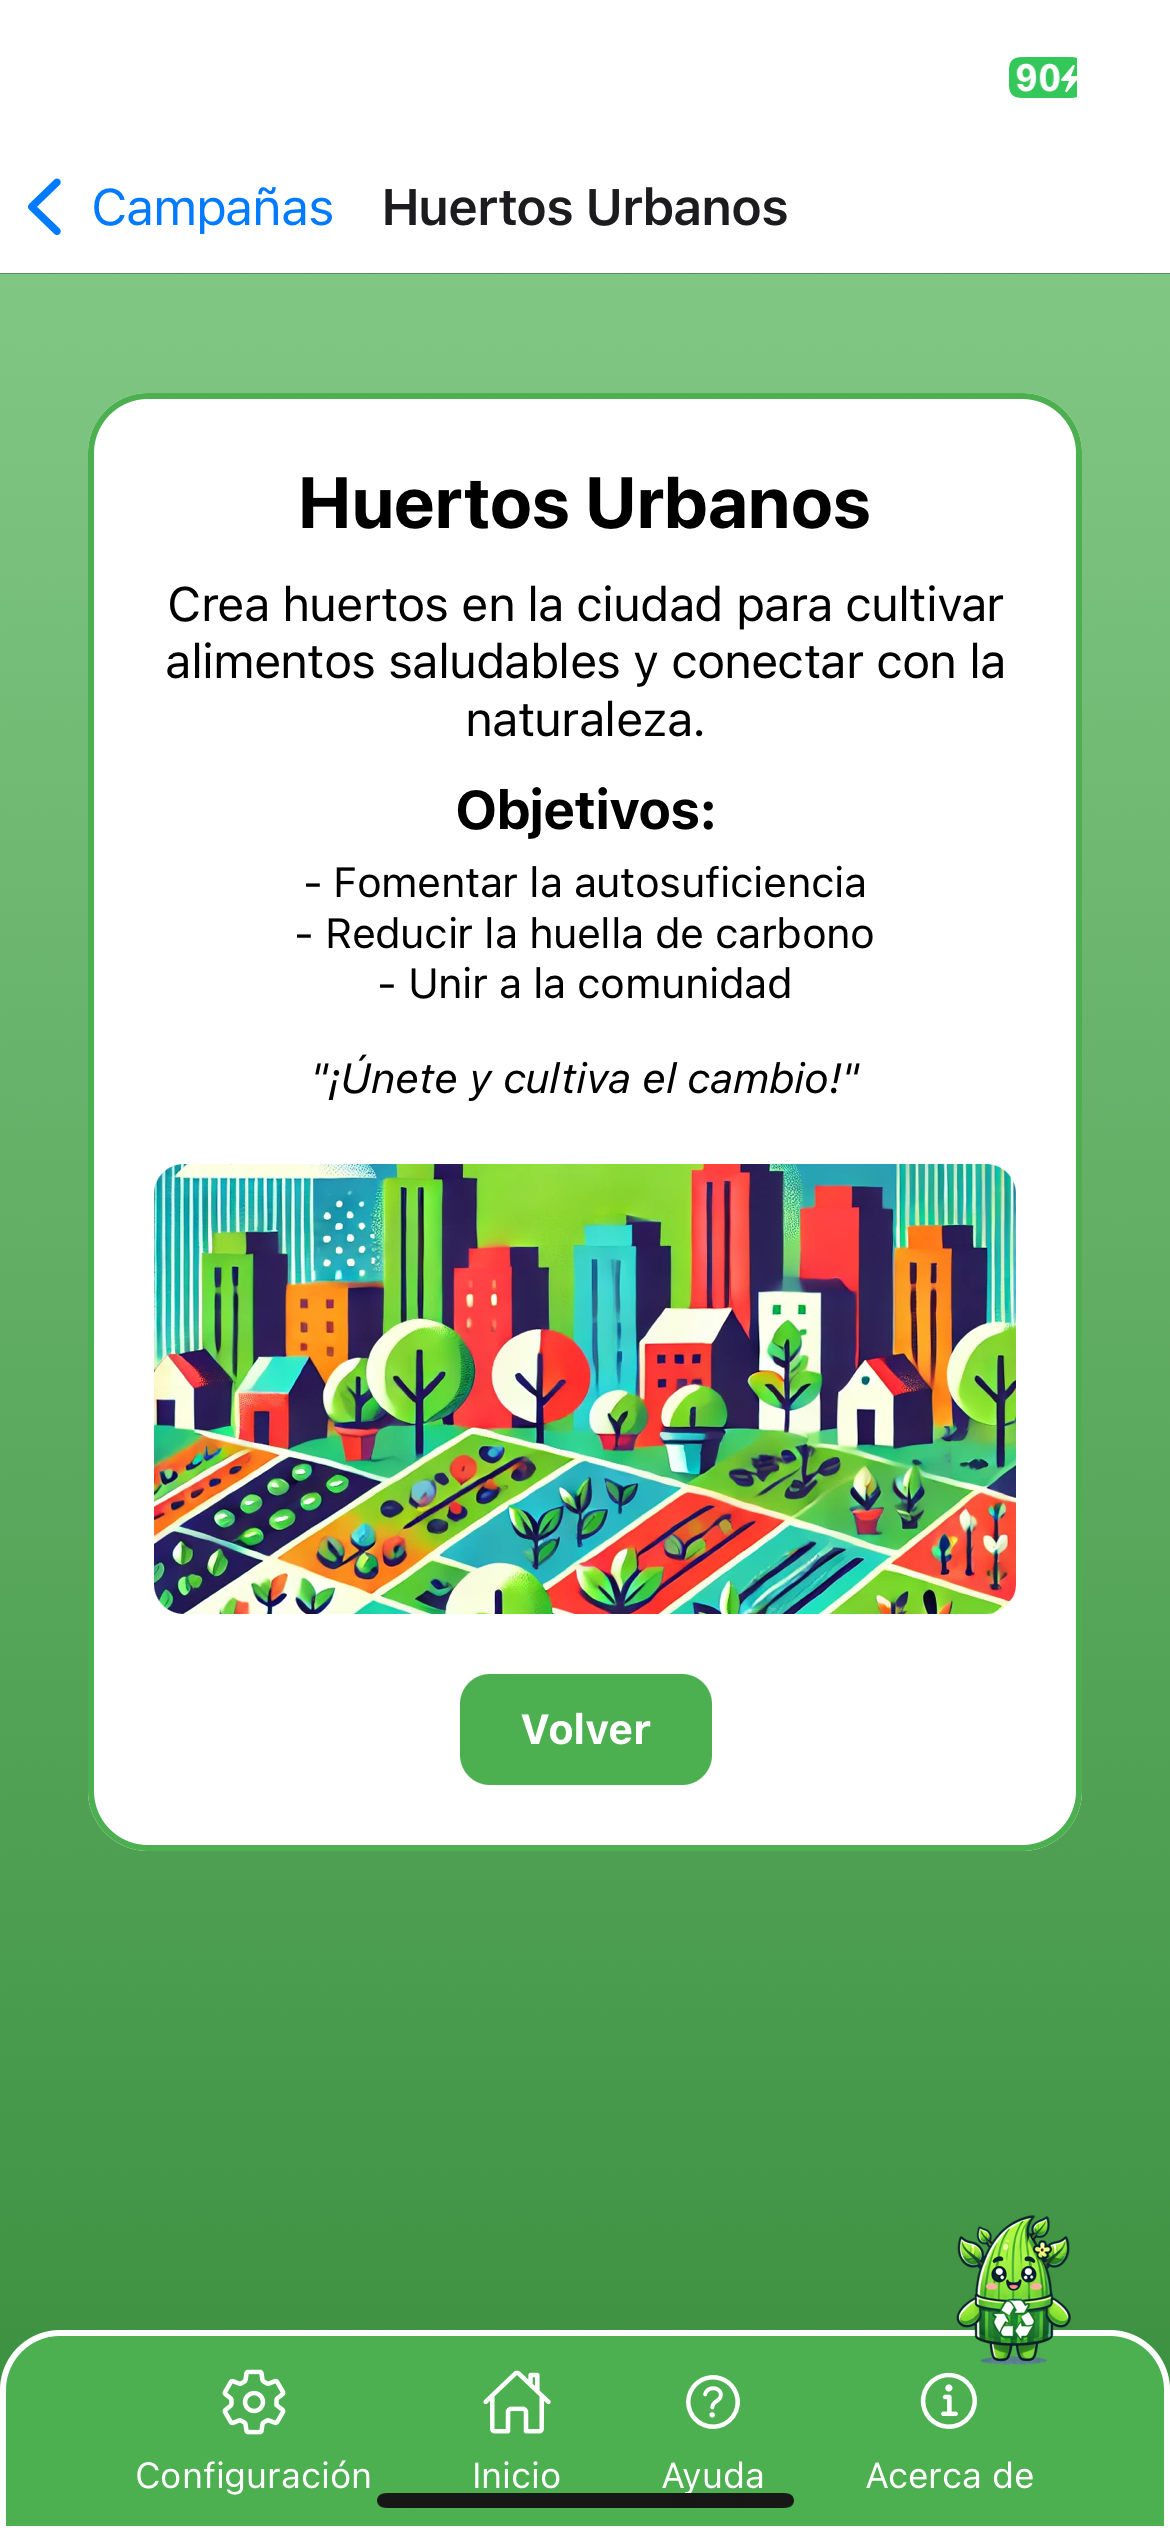 90
Campañas
Huertos Urbanos
Huertos Urbanos
Crea huertos en la ciudad para cultivar
alimentos saludables y conectar con la
naturaleza.
Objetivos:
- Fomentar la autosuficiencia
- Reducir la huella de carbono
- Unir a la comunidad
"¡Únete y cultiva el cambio!"
Volver
Configuración
Inicio
Ayuda
Acerca de